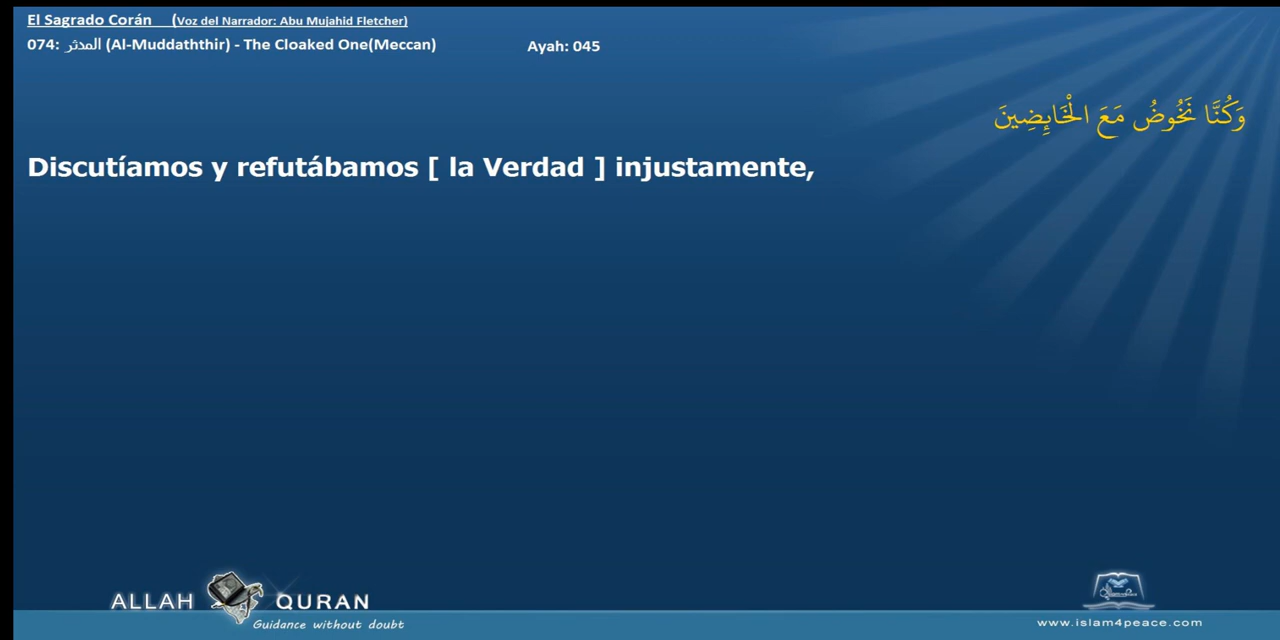 El Sagrado Corán (Voz del Narrador: Abu Mujahid Fletcher)
074: المدثر (Al-Muddaththir) - The Cloaked One(Meccan)
Ayah: 045
وَكُنَّا نَخُوضُ مَعَ الْخَائِضِينَ
Discutíamos y refutábamos [ la Verdad ] injustamente,
ALLAH QURAN
Guidance without doubt
www.islam4peace.com